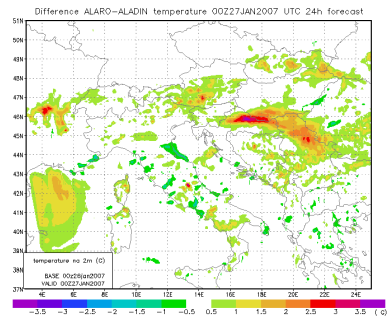 Difference ALARO-ALADIN temperature 00Z27JAN2007 UTC 24h forecast
51N
50N
49N
48N
47N
46N
45N
44N
43N
42N
41N
40N
39N
38N
37N
temperature na 2m (C)
BASE 00z26jan2007
VALID 00Z27JAN2007
4E 6E 8E 10E 12E 14E 16E 18E 20E 22E 24E
-3.5 -3 -2.5 -2 -1.5 -1 -0.5 0.5 1 1.5 2 2.5 3 3.5 (C)